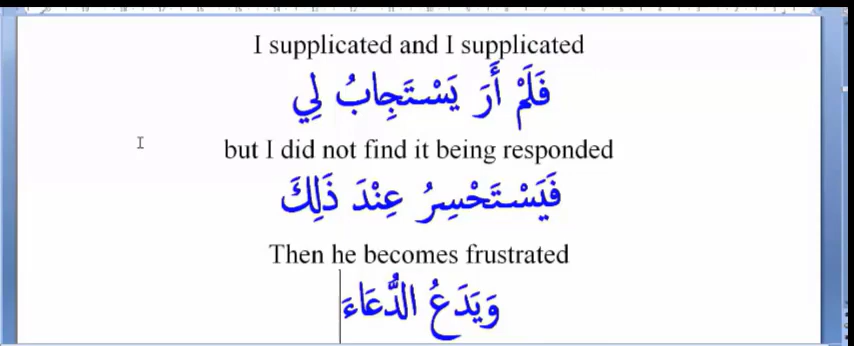 I supplicated and I supplicated
فَلَمْ أَرَ يَسْتَجِابُ لِي
but I did not find it being responded
فَيَسْتَحْسِرُ عِنْدَ ذَلِكَ
Then he becomes frustrated
وَيَدَعُ الدُّعَاءَ